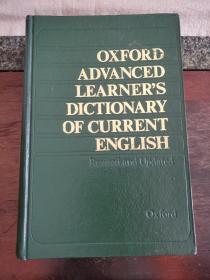 OXFORD
ADVANCED
LEARNER'S
DICTIONARY
OF CURRENT
ENGLISH
Revised and Updated
Oxford